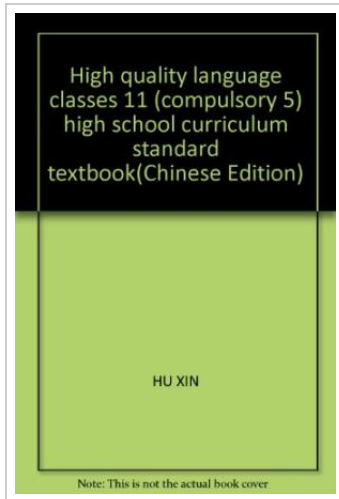 High quality language
classes 11 (compulsory 5)
high school curriculum
standard
textbook(Chinese Edition)
HU XIN
Note: This is not the actual book cover